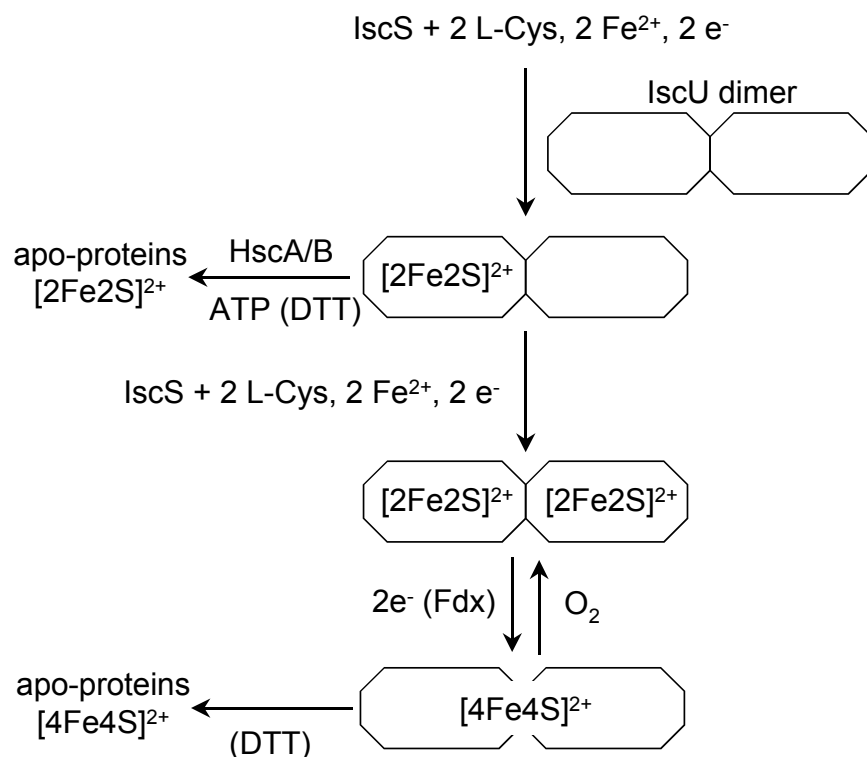 IscS + 2 L-Cys, 2 Fe²⁺, 2 e⁻
IscU dimer
apo-proteins
[2Fe2S]²⁺
HscA/B
ATP (DTT)
[2Fe2S]²⁺
IscS + 2 L-Cys, 2 Fe²⁺, 2 e⁻
[2Fe2S]²⁺ [2Fe2S]²⁺
2e⁻ (Fdx) O₂
apo-proteins
[4Fe4S]²⁺
(DTT)
[4Fe4S]²⁺